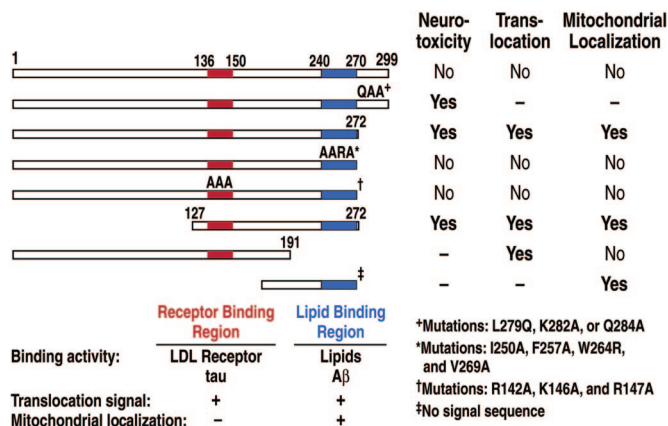 Neuro-
toxicity
Trans-
location
Mitochondrial
Localization
1 136 150 240 270 299
No No No
QAA+
Yes – –
272
Yes Yes Yes
AARA*
No No No
AAA †
No No No
127 272
Yes Yes Yes
191
– Yes No
‡
– – Yes
Receptor Binding
Region
Lipid Binding
Region
Binding activity: LDL Receptor Lipids
tau Aβ
Translocation signal: + +
Mitochondrial localization: – +
+Mutations: L279Q, K282A, or Q284A
*Mutations: I250A, F257A, W264R,
and V269A
†Mutations: R142A, K146A, and R147A
‡No signal sequence